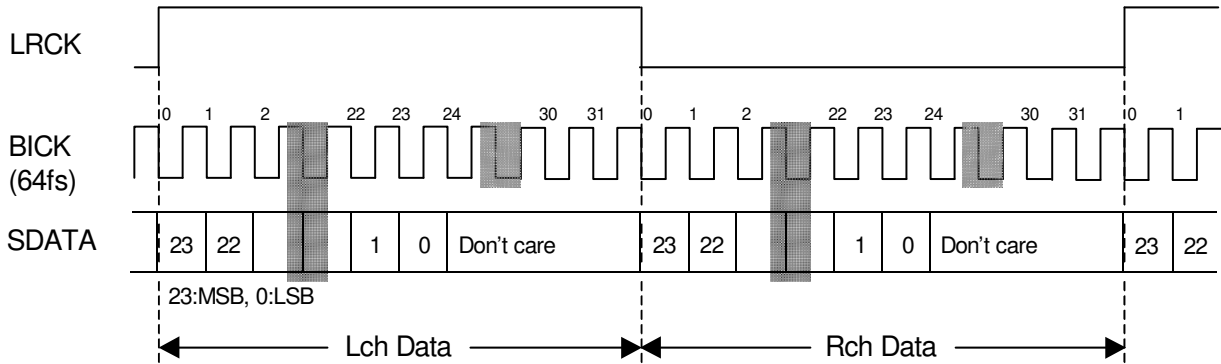 LRCK
0 1 2 22 23 24 30 31 0 1 2 22 23 24 30 31 0 1
BICK
(64fs)
SDATA 23 22 1 0 Don't care 23 22 1 0 Don't care 23 22
23:MSB, 0:LSB
Lch Data Rch Data